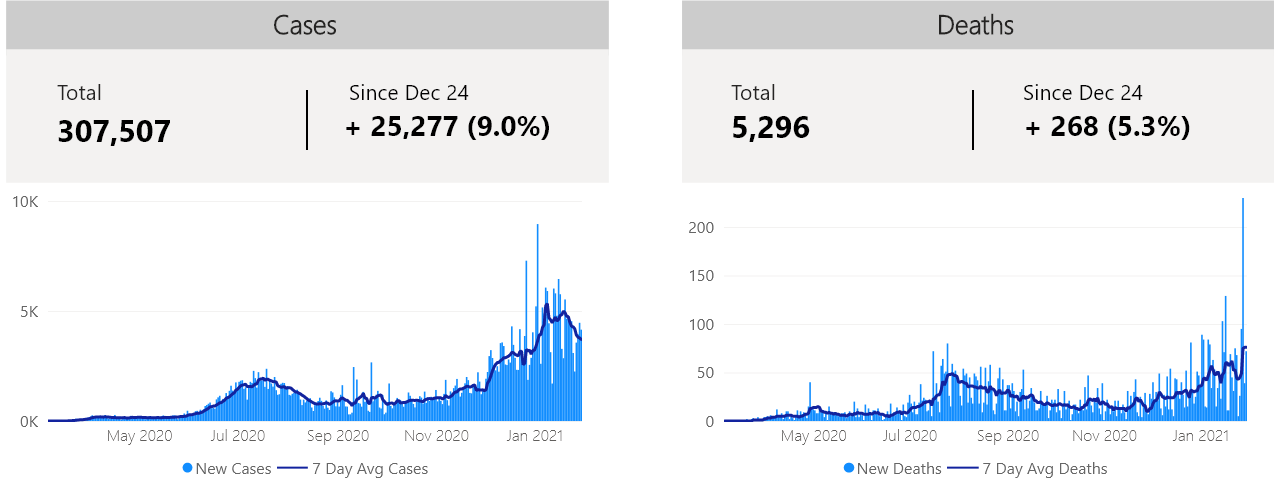 Cases
Total
Since Dec 24
307,507
+ 25,277 (9.0%)
10K
5K
0K
May 2020
Jul 2020
Sep 2020
Nov 2020
Jan 2021
New Cases
7 Day Avg Cases
Deaths
Total
Since Dec 24
5,296
+ 268 (5.3%)
200
150
100
50
0
May 2020
Jul 2020
Sep 2020
Nov 2020
Jan 2021
New Deaths
7 Day Avg Deaths